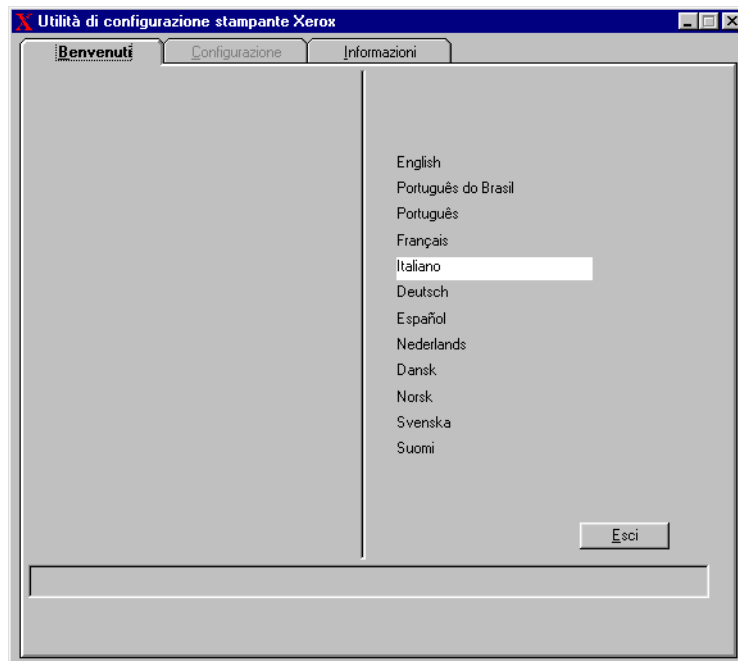 Utilità di configurazione stampante Xerox
Benvenuti Configurazione Informazioni
English
Português do Brasil
Português
Français
Italiano
Deutsch
Español
Nederlands
Dansk
Norsk
Svenska
Suomi
Esci